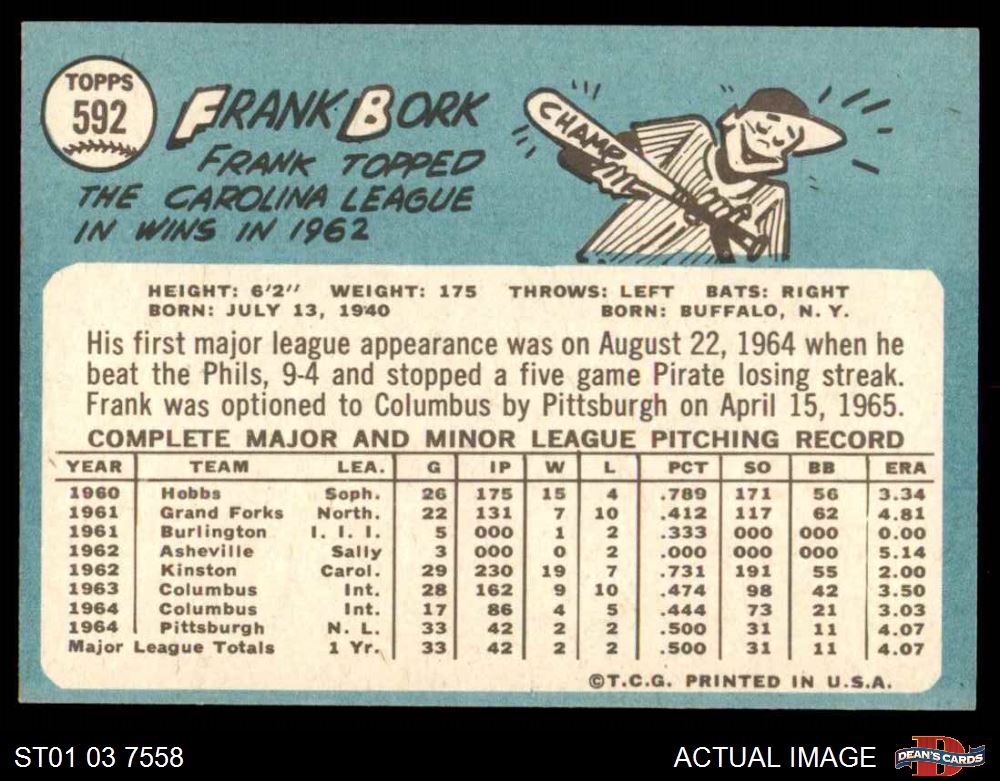 TOPPS
592
FRANK BORK
FRANK TOPPED
THE CAROLINA LEAGUE
IN WINS IN 1962
CHAMP
HEIGHT: 6'2" WEIGHT: 175 THROWS: LEFT BATS: RIGHT
BORN: JULY 13, 1940 BORN: BUFFALO, N. Y.
His first major league appearance was on August 22, 1964 when he
beat the Phils, 9-4 and stopped a five game Pirate losing streak.
Frank was optioned to Columbus by Pittsburgh on April 15, 1965.
COMPLETE MAJOR AND MINOR LEAGUE PITCHING RECORD
YEAR TEAM LEA. G IP W L PCT SO BB ERA
1960 Hobbs Soph. 26 175 15 4 .789 171 56 3.34
1961 Grand Forks North. 22 131 7 10 .412 117 62 4.81
1961 Burlington I. I. I. 5 000 1 2 .333 000 000 0.00
1962 Asheville Sally 3 000 0 2 .000 000 000 5.14
1962 Kinston Carol. 29 230 19 7 .731 191 55 2.00
1963 Columbus Int. 28 162 9 10 .474 98 42 3.50
1964 Columbus Int. 17 86 4 5 .444 73 21 3.03
1964 Pittsburgh N. L. 33 42 2 2 .500 31 11 4.07
Major League Totals 1 Yr. 33 42 2 2 .500 31 11 4.07
©T.C.G. PRINTED IN U.S.A.
ST01 03 7558
ACTUAL IMAGE
D
DEAN'S CARDS